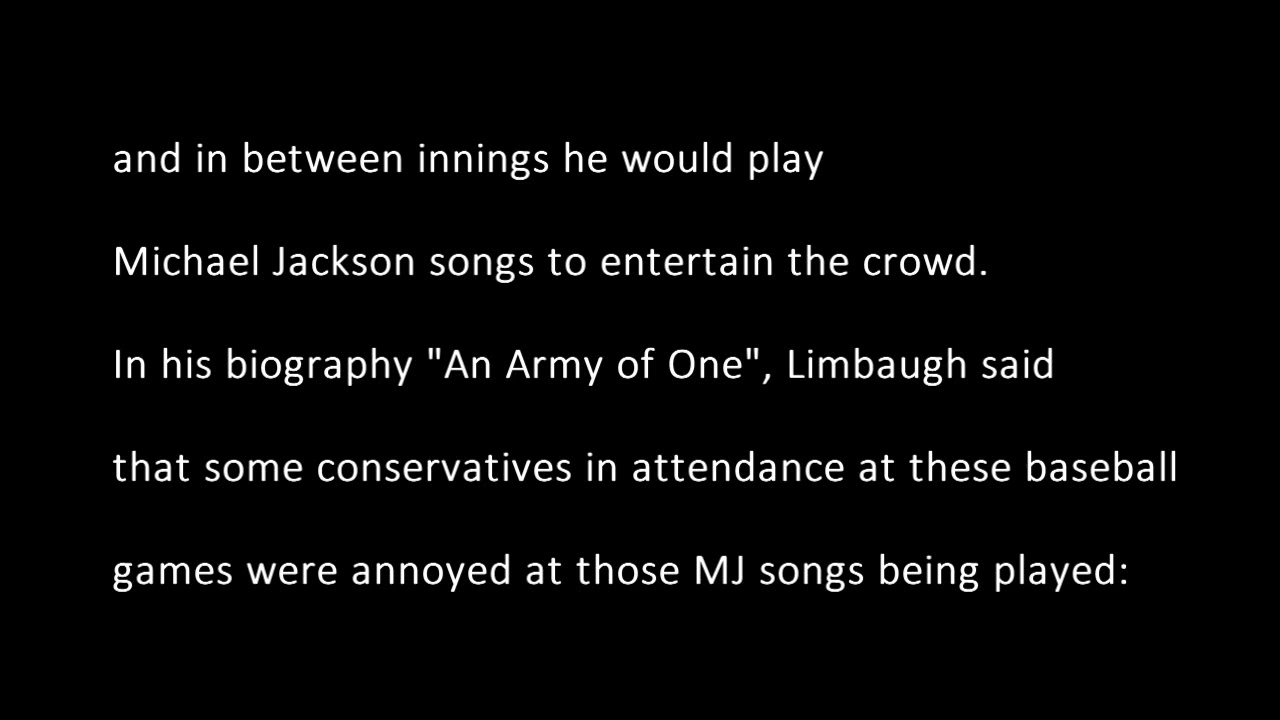 and in between innings he would play
Michael Jackson songs to entertain the crowd.
In his biography "An Army of One", Limbaugh said
that some conservatives in attendance at these baseball
games were annoyed at those MJ songs being played: